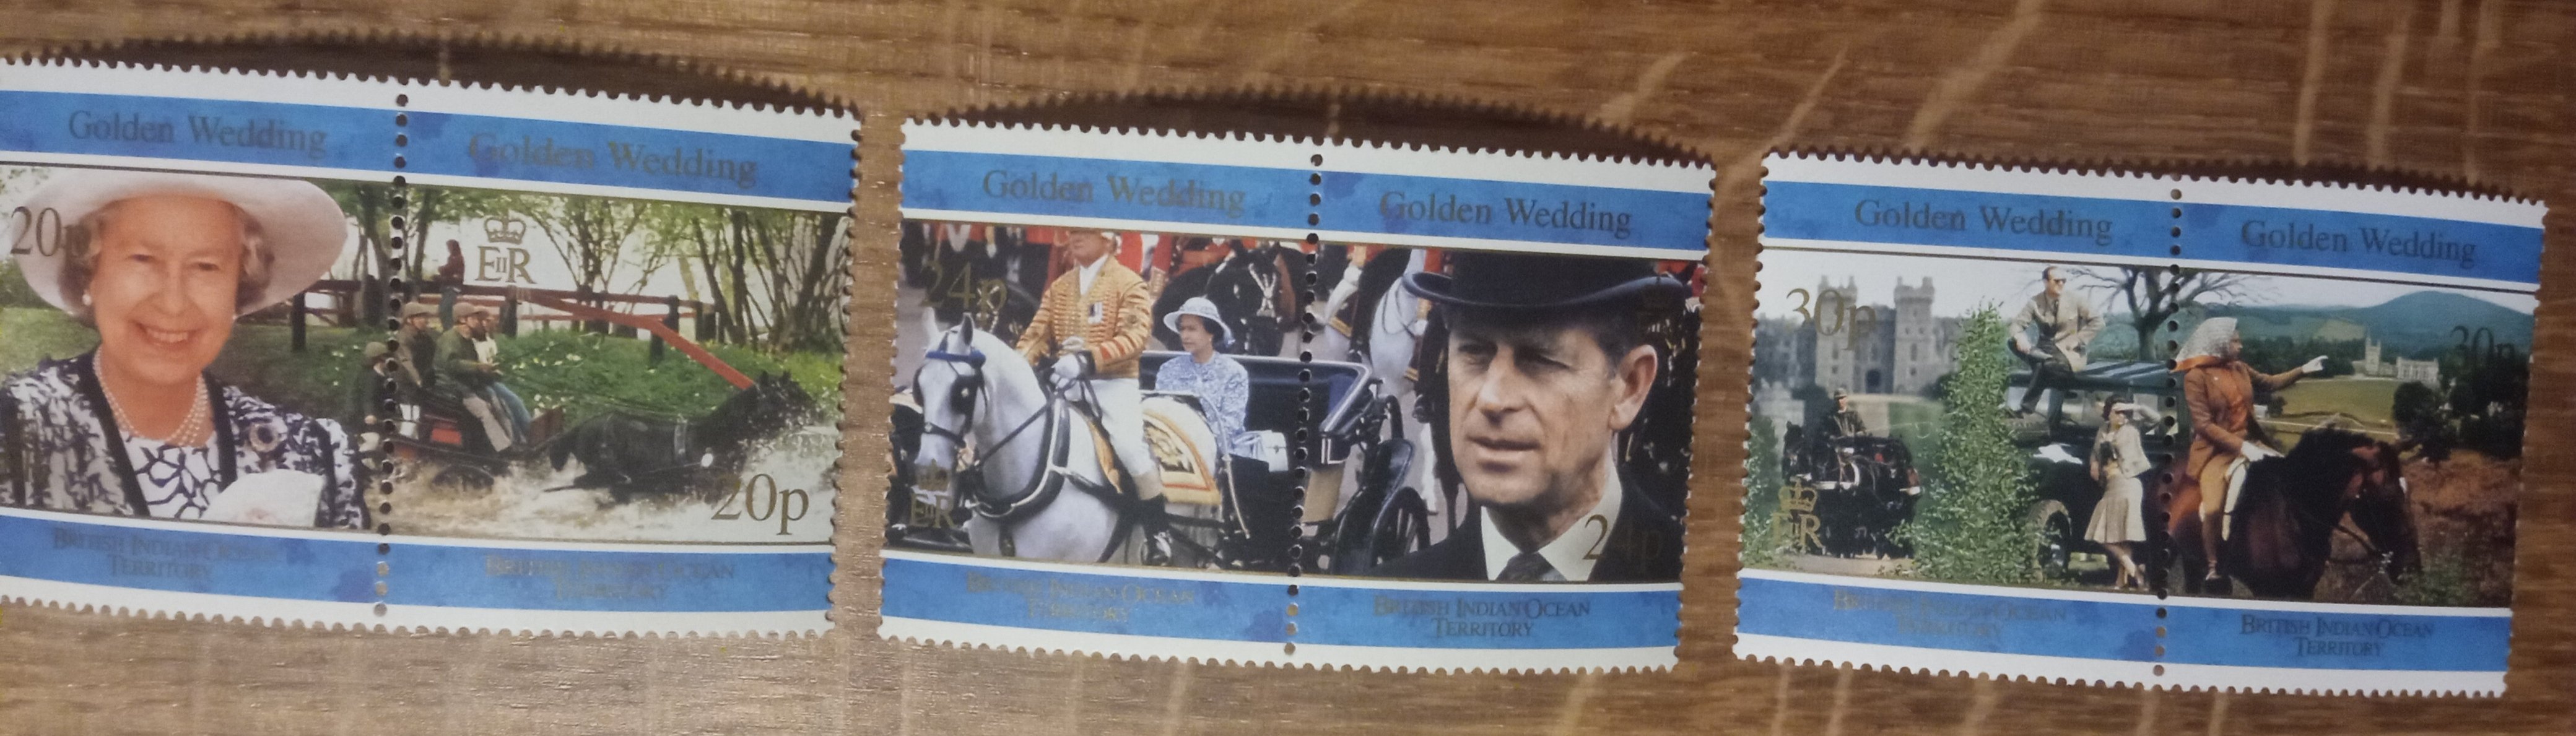 Golden Wedding
20p
BRITISH INDIAN OCEAN
TERRITORY
Golden Wedding
EIIR
20p
BRITISH INDIAN OCEAN
TERRITORY
Golden Wedding
24p
EIIR
BRITISH INDIAN OCEAN
TERRITORY
Golden Wedding
24p
BRITISH INDIAN OCEAN
TERRITORY
Golden Wedding
30p
EIIR
BRITISH INDIAN OCEAN
TERRITORY
Golden Wedding
30p
BRITISH INDIAN OCEAN
TERRITORY